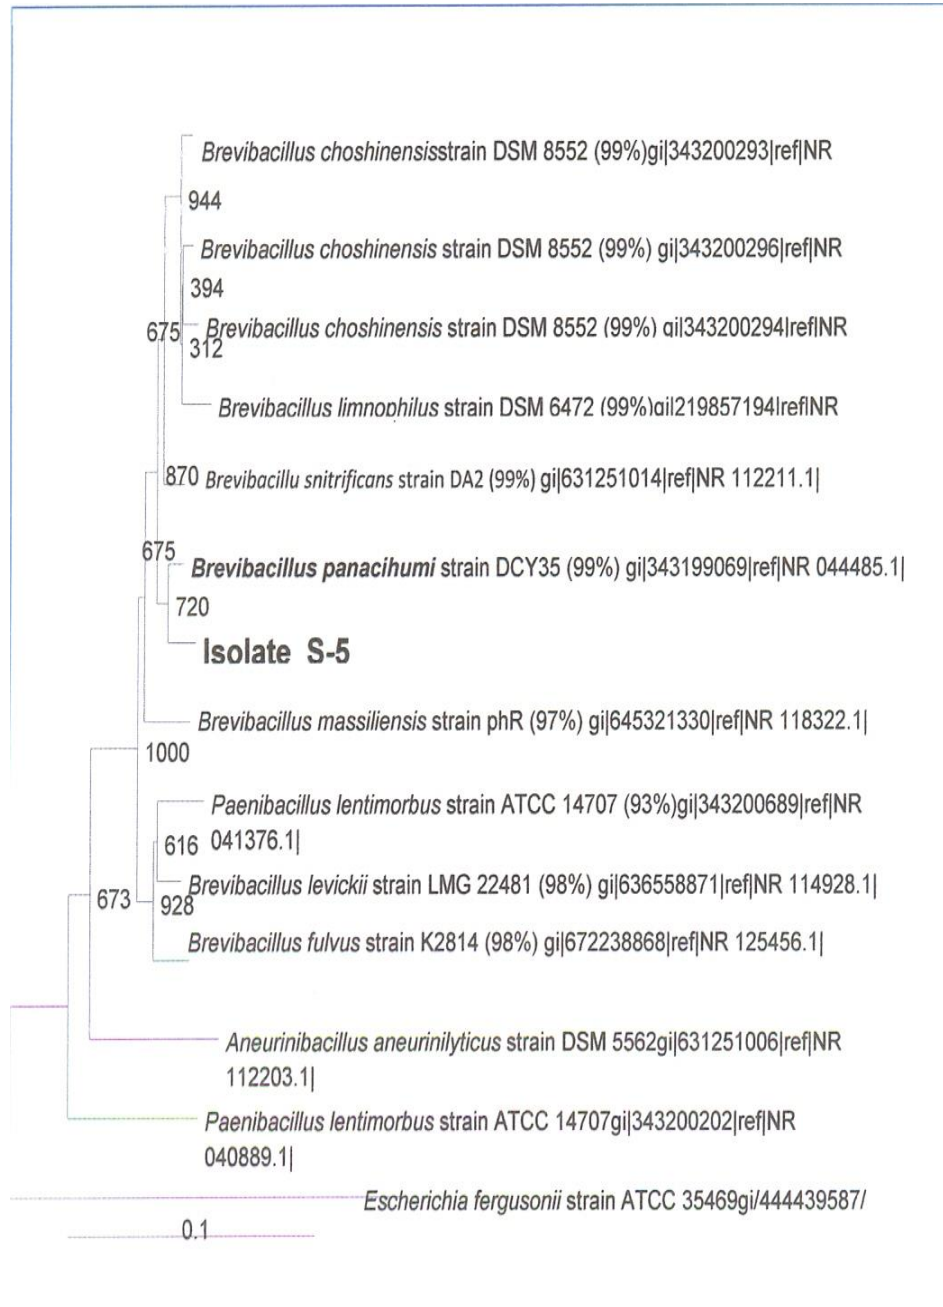 Brevibacillus choshinensisstrain DSM 8552 (99%)gi|343200293|ref|NR
944
Brevibacillus choshinensis strain DSM 8552 (99%) gi|343200296|ref|NR
394
675
Brevibacillus choshinensis strain DSM 8552 (99%) gi|343200294|ref|NR
312
Brevibacillus limnophilus strain DSM 6472 (99%)gi|219857194|ref|NR
870
Brevibacillu snitrificans strain DA2 (99%) gi|631251014|ref|NR 112211.1|
675
Brevibacillus panacihumi strain DCY35 (99%) gi|343199069|ref|NR 044485.1|
720
Isolate S-5
Brevibacillus massiliensis strain phR (97%) gi|645321330|ref|NR 118322.1|
1000
Paenibacillus lentimorbus strain ATCC 14707 (93%)gi|343200689|ref|NR
041376.1|
616
Brevibacillus levickii strain LMG 22481 (98%) gi|636558871|ref|NR 114928.1|
673
928
Brevibacillus fulvus strain K2814 (98%) gi|672238868|ref|NR 125456.1|
Aneurinibacillus aneurinilyticus strain DSM 5562gi|631251006|ref|NR
112203.1|
Paenibacillus lentimorbus strain ATCC 14707gi|343200202|ref|NR
040889.1|
Escherichia fergusonii strain ATCC 35469gi/444439587/
0.1